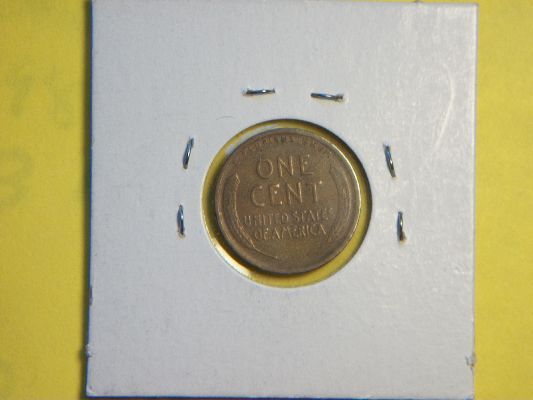 ONE
CENT
UNITED STATES
OF AMERICA